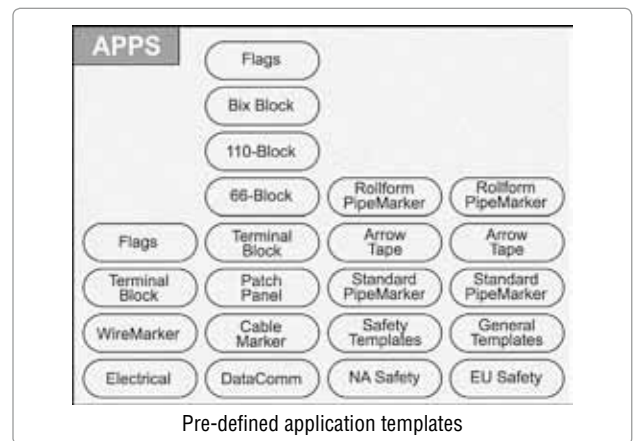 APPS
Flags
Bix Block
110-Block
66-Block
Rollform
PipeMarker
Rollform
PipeMarker
Flags
Terminal
Block
Arrow
Tape
Arrow
Tape
Terminal
Block
Patch
Panel
Standard
PipeMarker
Standard
PipeMarker
WireMarker
Cable
Marker
Safety
Templates
General
Templates
Electrical
DataComm
NA Safety
EU Safety
Pre-defined application templates